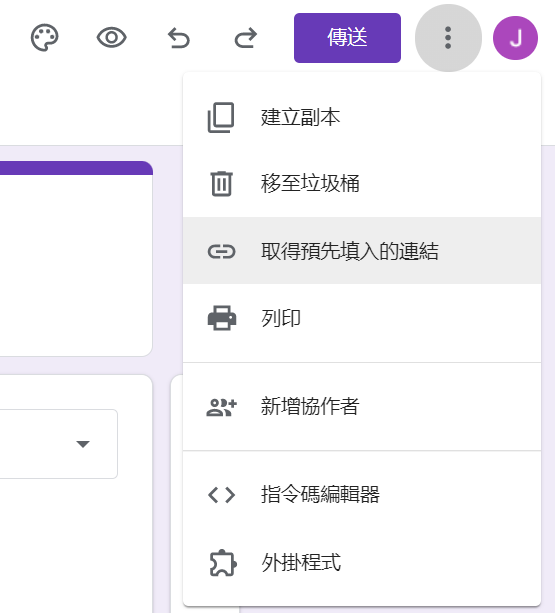 傳送
J
建立副本
移至垃圾桶
取得預先填入的連結
列印
新增協作者
指令碼編輯器
外掛程式